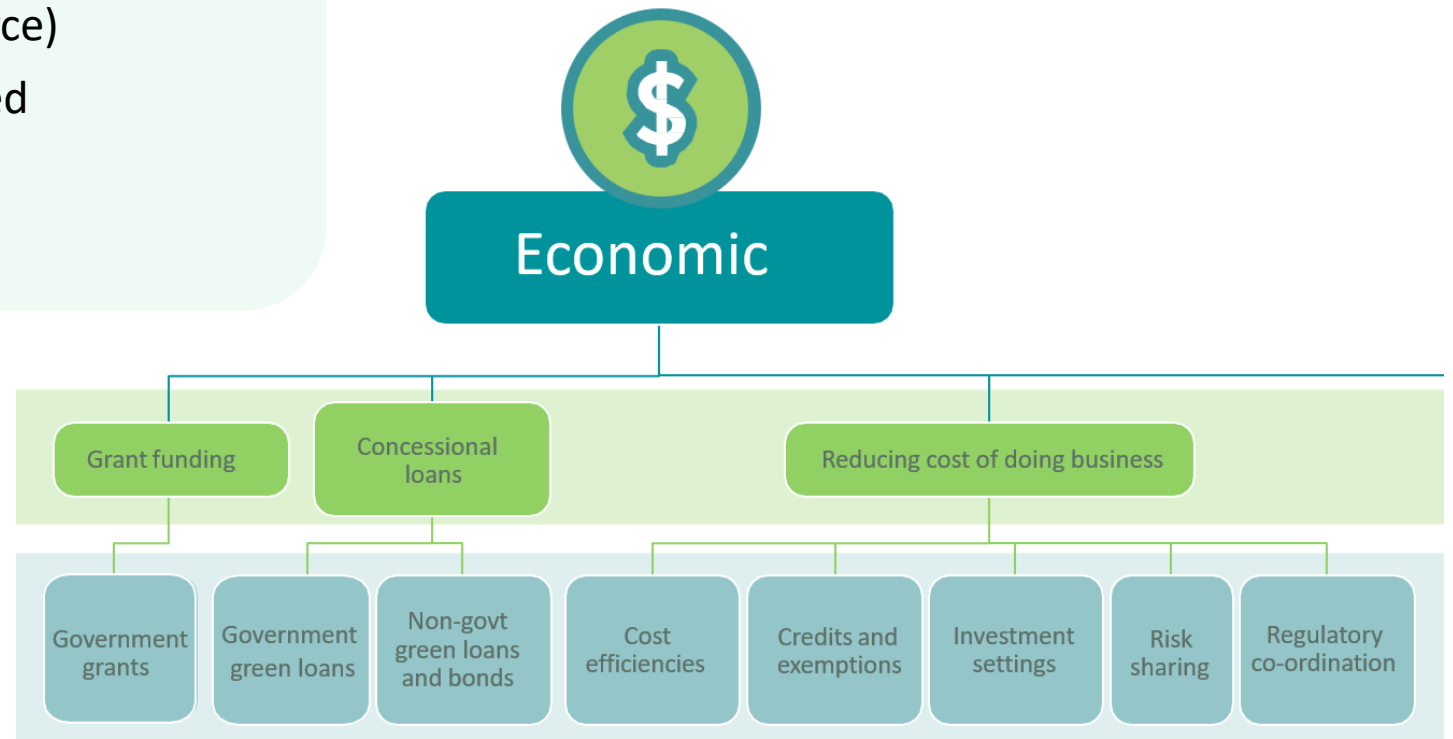 ce)
ed
$
Economic
Grant funding
Concessional
loans
Reducing cost of doing business
Government
grants
Government
green loans
Non-govt
green loans
and bonds
Cost
efficiencies
Credits and
exemptions
Investment
settings
Risk
sharing
Regulatory
co-ordination